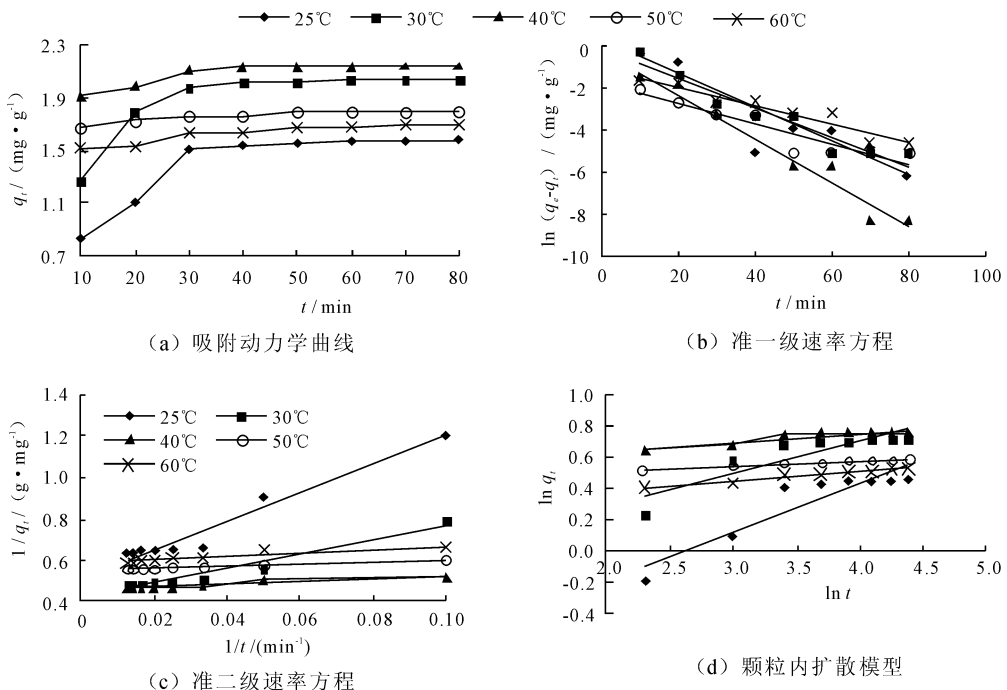 25℃ 30℃ 40℃ 50℃ 60℃
2.3
1.9
1.5
1.1
0.7
10 20 30 40 50 60 70 80
qₜ/(mg·g⁻¹)
t/min
(a)吸附动力学曲线
0
-2
-4
-6
-8
-10
0 20 40 60 80 100
ln(qₑ-qₜ)/(mg·g⁻¹)
t/min
(b)准一级速率方程
1.4
1.2
1.0
0.8
0.6
0.4
0 0.02 0.04 0.06 0.08 0.10
25℃ 30℃
40℃ 50℃
60℃
1/qₜ/(g·mg⁻¹)
1/t/(min⁻¹)
(c)准二级速率方程
1.0
0.8
0.6
0.4
0.2
0.0
-0.2
-0.4
2.0 2.5 3.0 3.5 4.0 4.5 5.0
ln qₜ
ln t
(d)颗粒内扩散模型